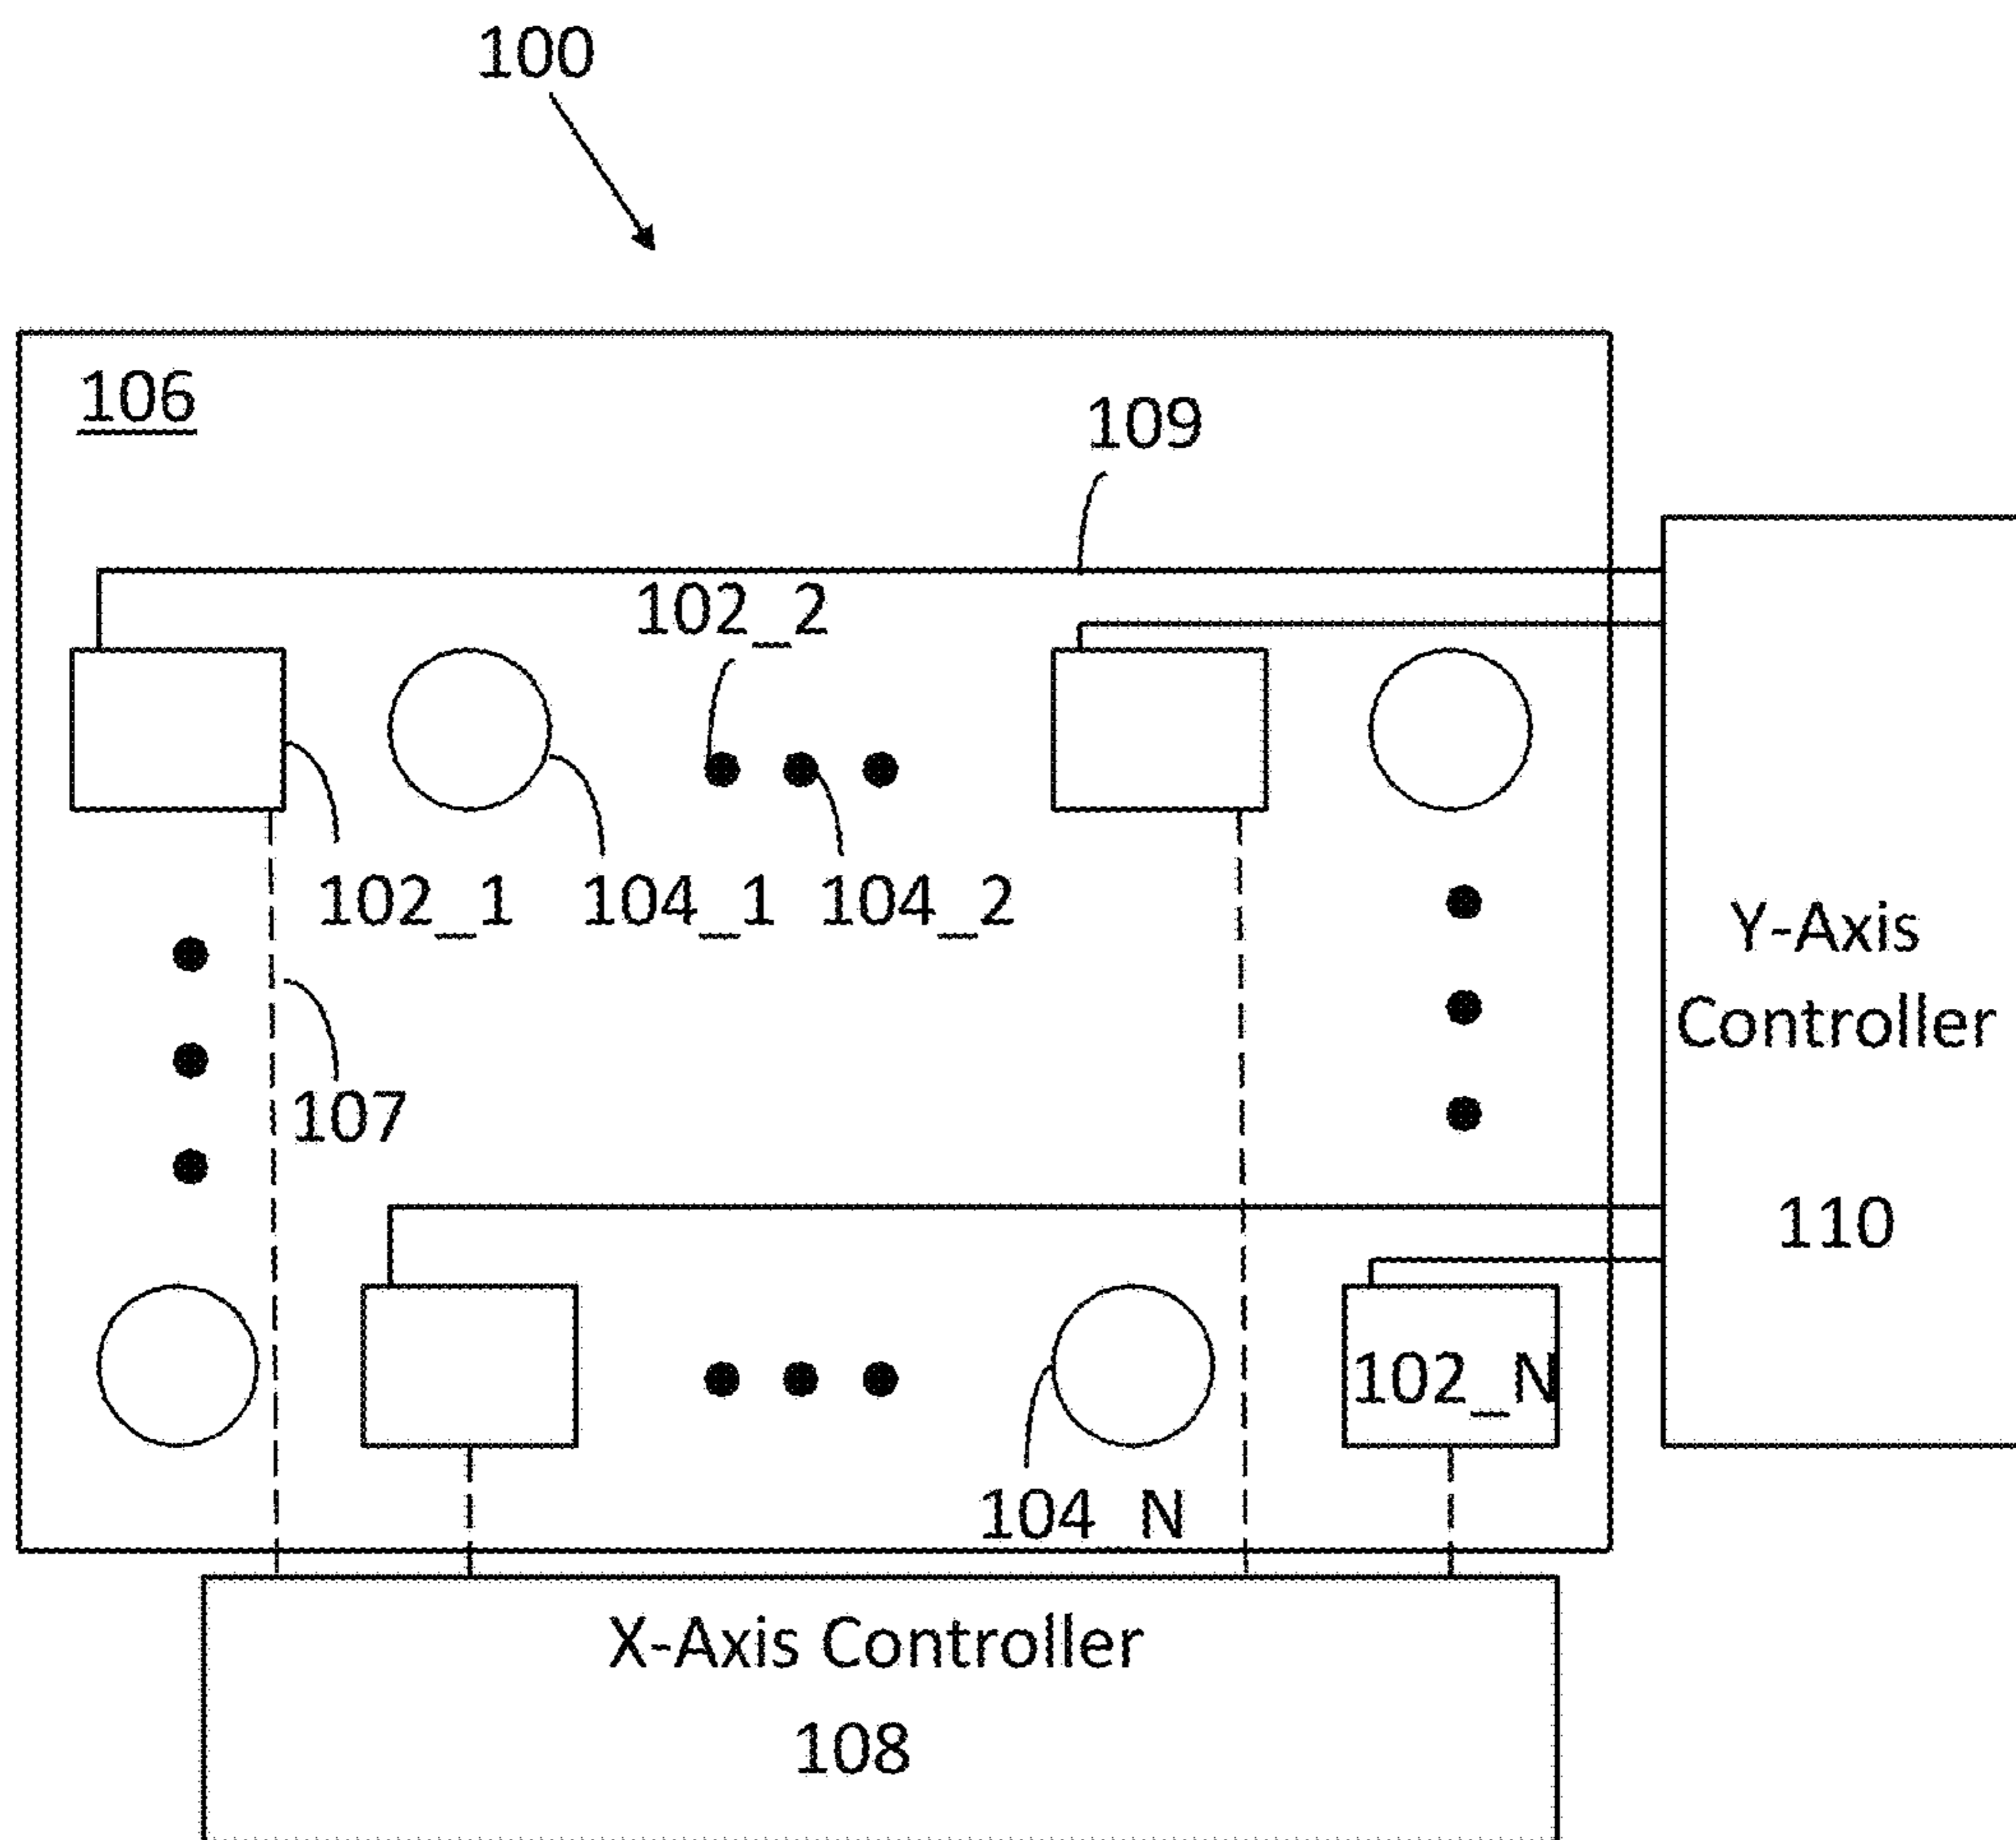 100
106
109
102_2
102_1
104_1
104_2
Y-Axis
Controller
107
110
102_N
104_N
X-Axis Controller
108